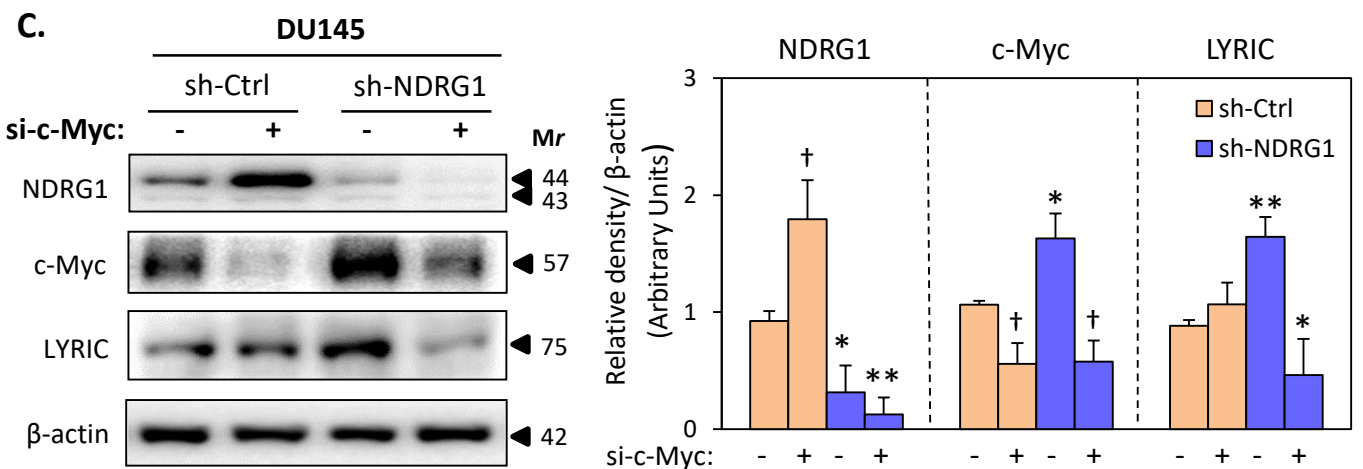 C.
DU145
sh-Ctrl sh-NDRG1
si-c-Myc: - + - + Mr
NDRG1 44
43
c-Myc 57
LYRIC 75
β-actin 42
NDRG1 c-Myc LYRIC
Relative density/ β-actin
(Arbitrary Units)
3
2
1
0
sh-Ctrl
sh-NDRG1
† * **
* ** † † *
si-c-Myc: - + - + - + - + - + - +